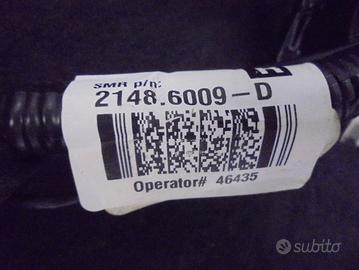 SMR p/n:
2148.6009-D
Operator# 46435
subito